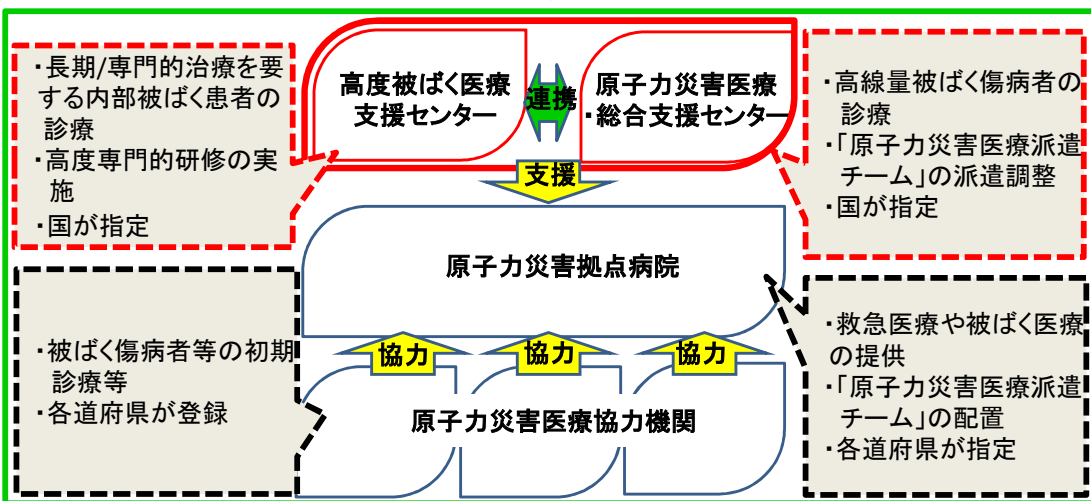 ・長期/専門的治療を要
する内部被ばく患者の
診療
・高度専門的研修の実
施
・国が指定
高度被ばく医療
支援センター
連携
原子力災害医療
・総合支援センター
・高線量被ばく傷病者の
診療
・「原子力災害医療派遣
チーム」の派遣調整
・国が指定
支援
原子力災害拠点病院
・被ばく傷病者等の初期
診療等
・各道府県が登録
協力
協力
協力
原子力災害医療協力機関
・救急医療や被ばく医療
の提供
・「原子力災害医療派遣
チーム」の配置
・各道府県が指定